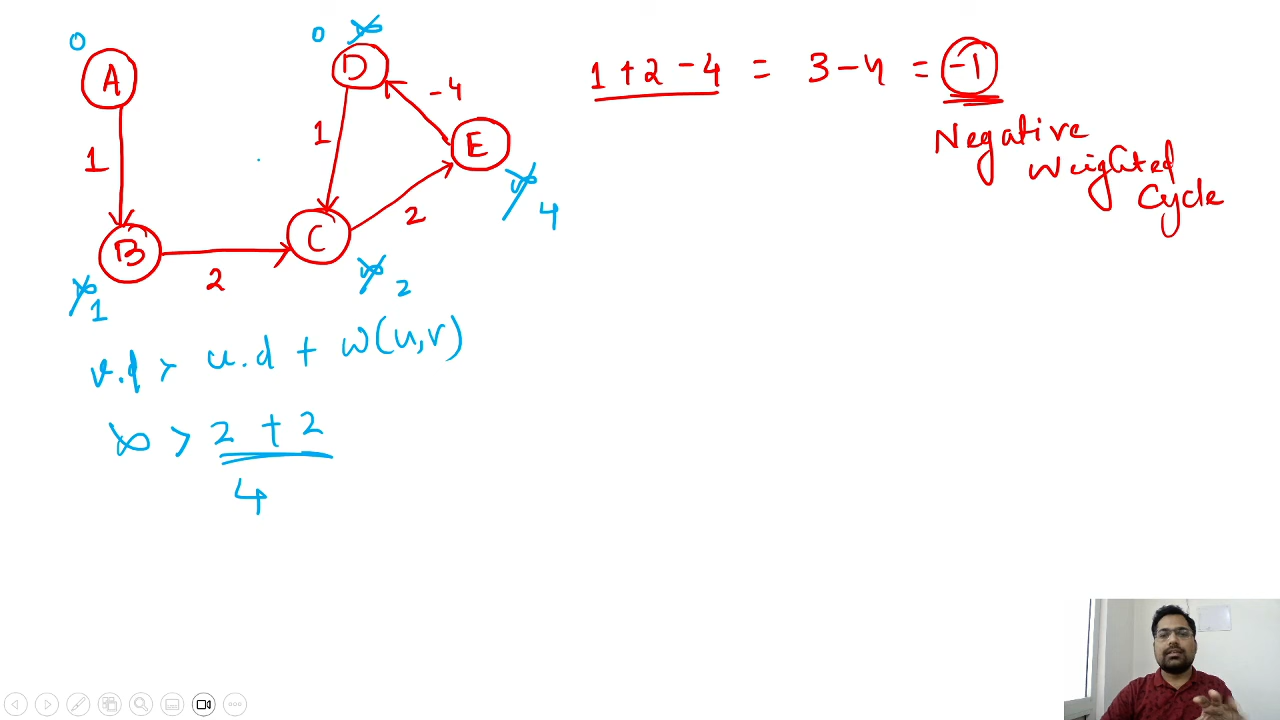 0
0 ∞
A
D
1 + 2 - 4 = 3 - 4 = -1
-4
1
E
1
Negative
Weighted
Cycle
∞ 4
2
B
C
2
∞ 1
∞ 2
v.d > u.d + w(u,v)
∞ > 2 + 2
4